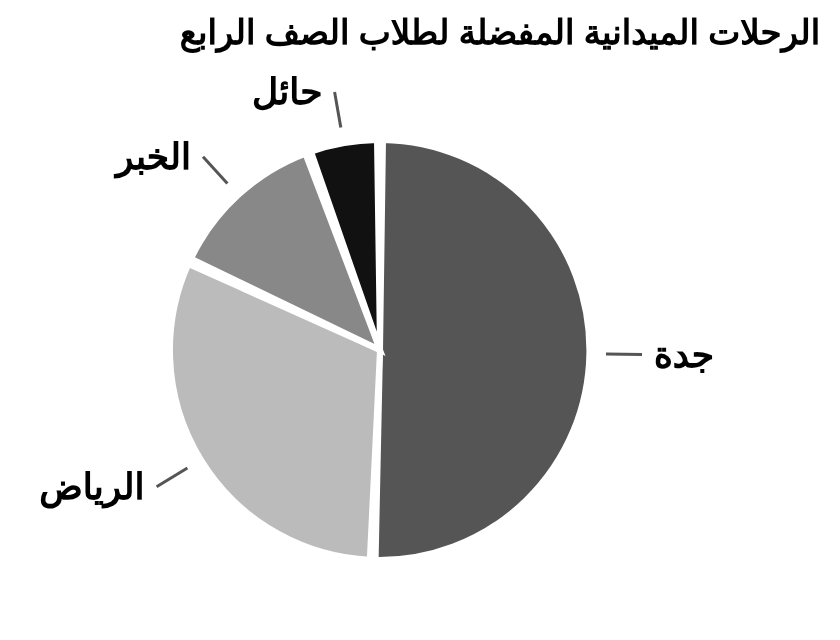 الرحلات الميدانية المفضلة لطلاب الصف الرابع
حائل
الخبر
جدة
الرياض